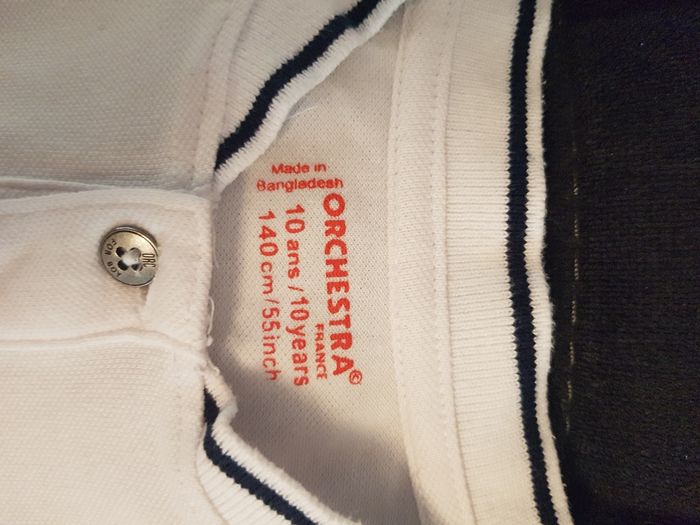 ORCHESTRA®
FRANCE
10 ans / 10 years
140 cm / 55 inch
Made in
Bangladesh